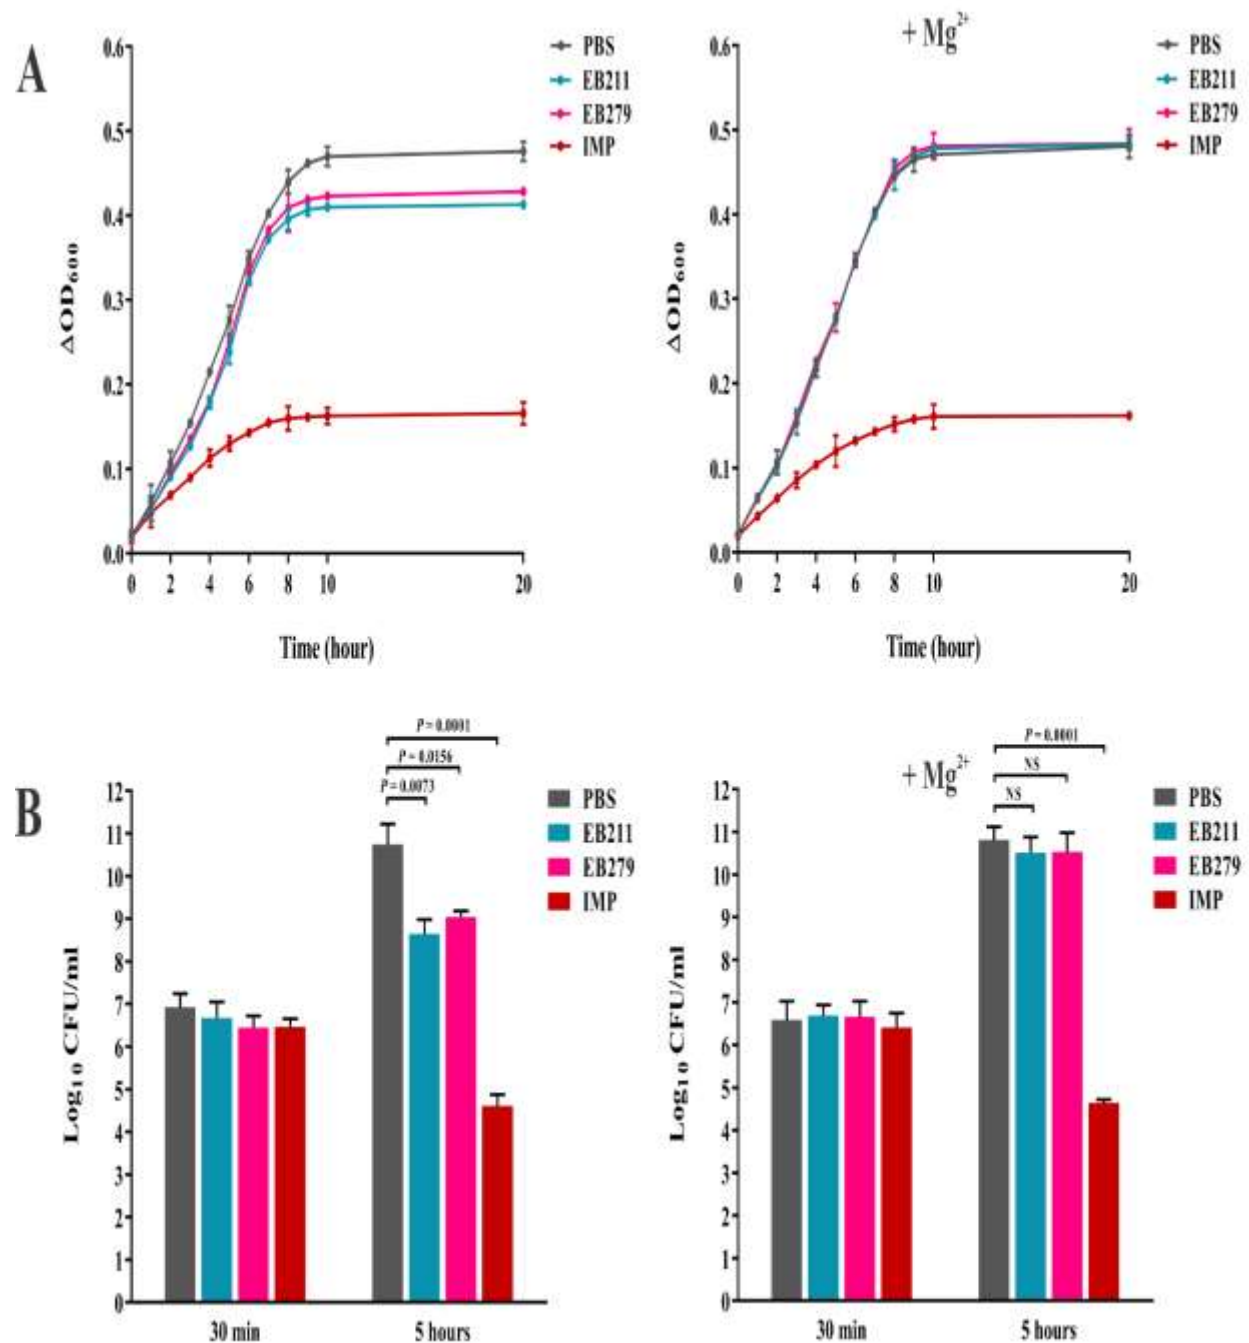 A
+ Mg²⁺
PBS
EB211
EB279
IMP
PBS
EB211
EB279
IMP
0.6
0.5
0.4
0.3
0.2
0.1
0.0
ΔOD₆₀₀
0 2 4 6 8 10 20
Time (hour)
0.6
0.5
0.4
0.3
0.2
0.1
0.0
ΔOD₆₀₀
0 2 4 6 8 10 20
Time (hour)
B
P = 0.0001
P = 0.0156
P = 0.0073
PBS
EB211
EB279
IMP
12
11
10
9
8
7
6
5
4
3
2
1
0
Log₁₀ CFU/ml
30 min 5 hours
+ Mg²⁺
P = 0.0001
NS
NS
PBS
EB211
EB279
IMP
12
11
10
9
8
7
6
5
4
3
2
1
0
Log₁₀ CFU/ml
30 min 5 hours